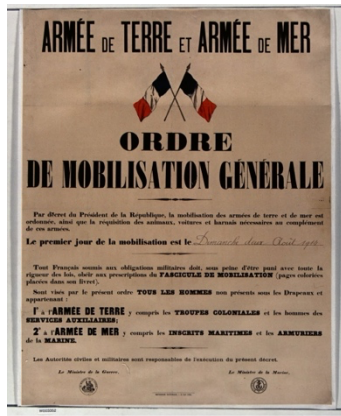 ARMÉE DE TERRE ET ARMÉE DE MER
ORDRE
DE MOBILISATION GÉNÉRALE
Par décret du Président de la République, la mobilisation des armées de terre et de mer est
ordonnée, ainsi que la réquisition des animaux, voitures et harnais nécessaires au complément
de ces armées.
Le premier jour de la mobilisation est le Dimanche deux Août 1914
Tout Français soumis aux obligations militaires doit, sous peine d'être puni avec toute la
rigueur des lois, obéir aux prescriptions du FASCICULE DE MOBILISATION (pages coloriées
placées dans son livret).
Sont visés par le présent ordre TOUS LES HOMMES non présents sous les Drapeaux et
appartenant :
1° à l'ARMÉE DE TERRE y compris les TROUPES COLONIALES et les hommes des
SERVICES AUXILIAIRES;
2° à l'ARMÉE DE MER y compris les INSCRITS MARITIMES et les ARMURIERS
de la MARINE.
Les Autorités civiles et militaires sont responsables de l'exécution du présent décret.
Le Ministre de la Guerre, Le Ministre de la Marine,